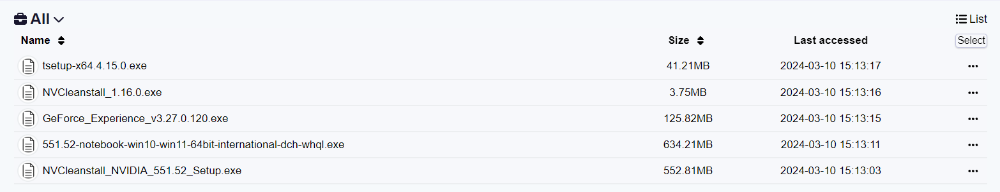 All List
Name Size Last accessed Select
tsetup-x64.4.15.0.exe 41.21MB 2024-03-10 15:13:17
NVCleanstall_1.16.0.exe 3.75MB 2024-03-10 15:13:16
GeForce_Experience_v3.27.0.120.exe 125.82MB 2024-03-10 15:13:15
551.52-notebook-win10-win11-64bit-international-dch-whql.exe 634.21MB 2024-03-10 15:13:11
NVCleanstall_NVIDIA_551.52_Setup.exe 552.81MB 2024-03-10 15:13:03